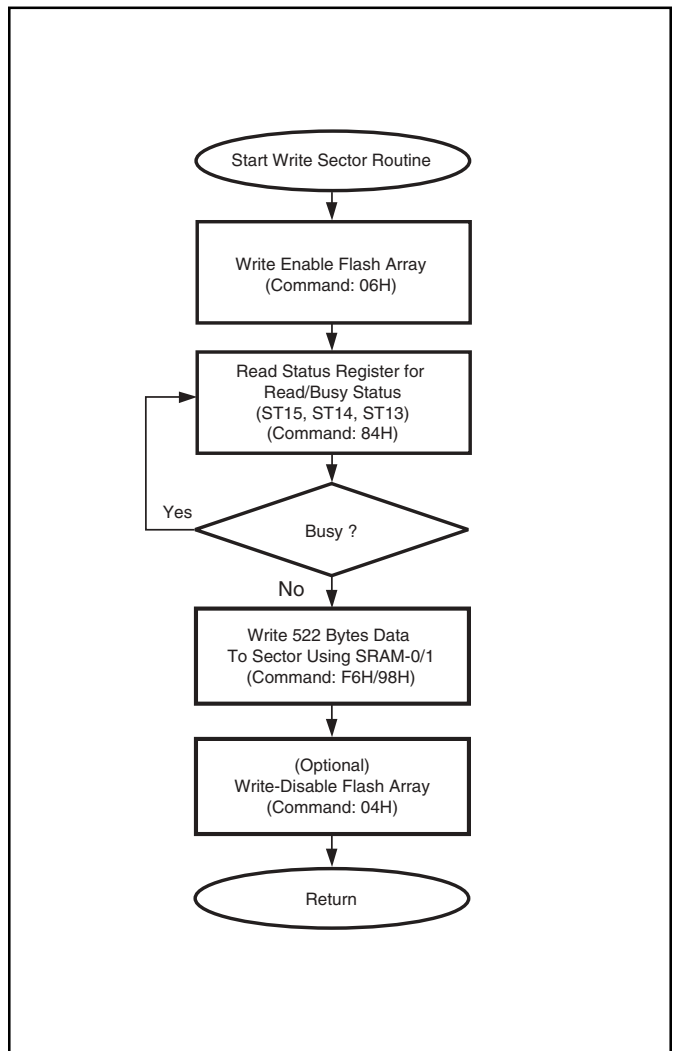 Start Write Sector Routine
Write Enable Flash Array
(Command: 06H)
Read Status Register for
Read/Busy Status
(ST15, ST14, ST13)
(Command: 84H)
Yes
Busy ?
No
Write 522 Bytes Data
To Sector Using SRAM-0/1
(Command: F6H/98H)
(Optional)
Write-Disable Flash Array
(Command: 04H)
Return